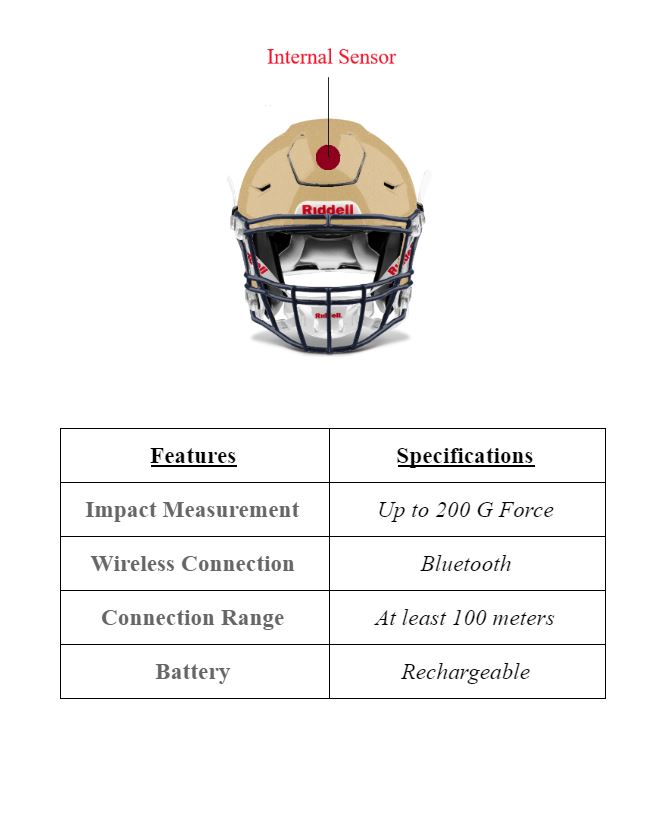 Internal Sensor
Riddell
Riddell.
Features Specifications
Impact Measurement Up to 200 G Force
Wireless Connection Bluetooth
Connection Range At least 100 meters
Battery Rechargeable